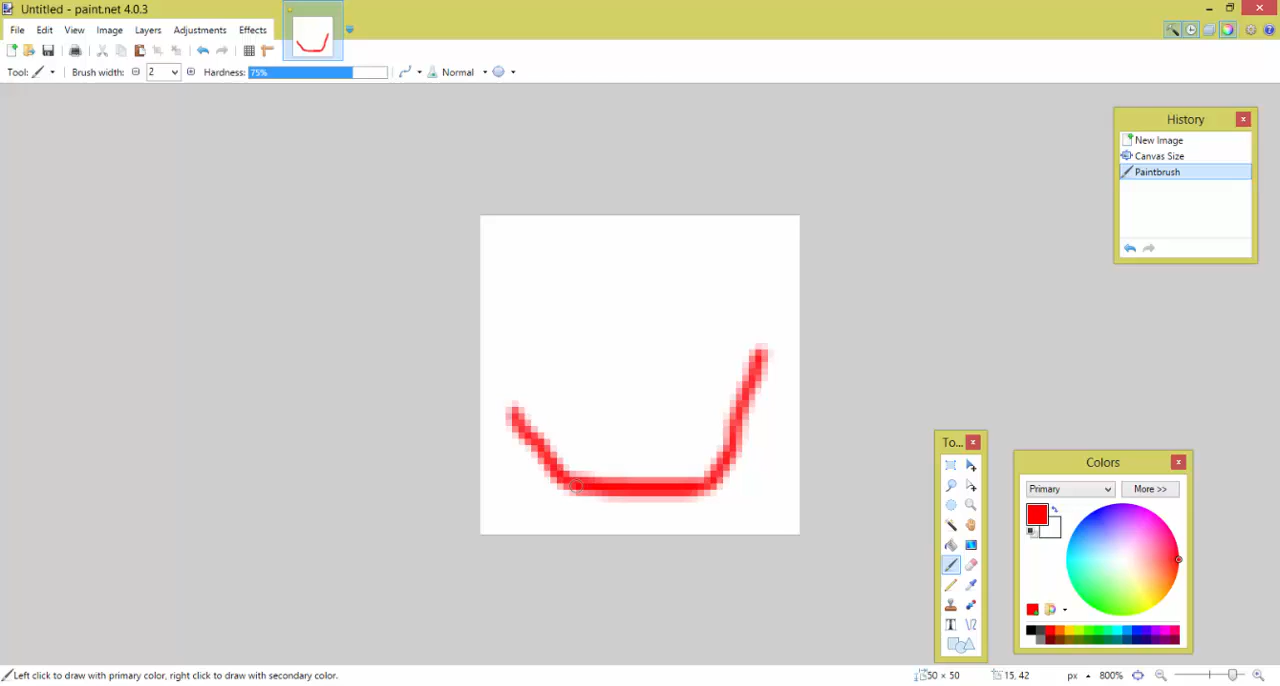 Untitled - paint.net 4.0.3
File Edit View Image Layers Adjustments Effects
Tool: Brush width: 2 Hardness: 75% Normal
History
New Image
Canvas Size
Paintbrush
To...
Colors
Primary More >>
Left click to draw with primary color, right click to draw with secondary color. 50 × 50 15, 42 px 800%